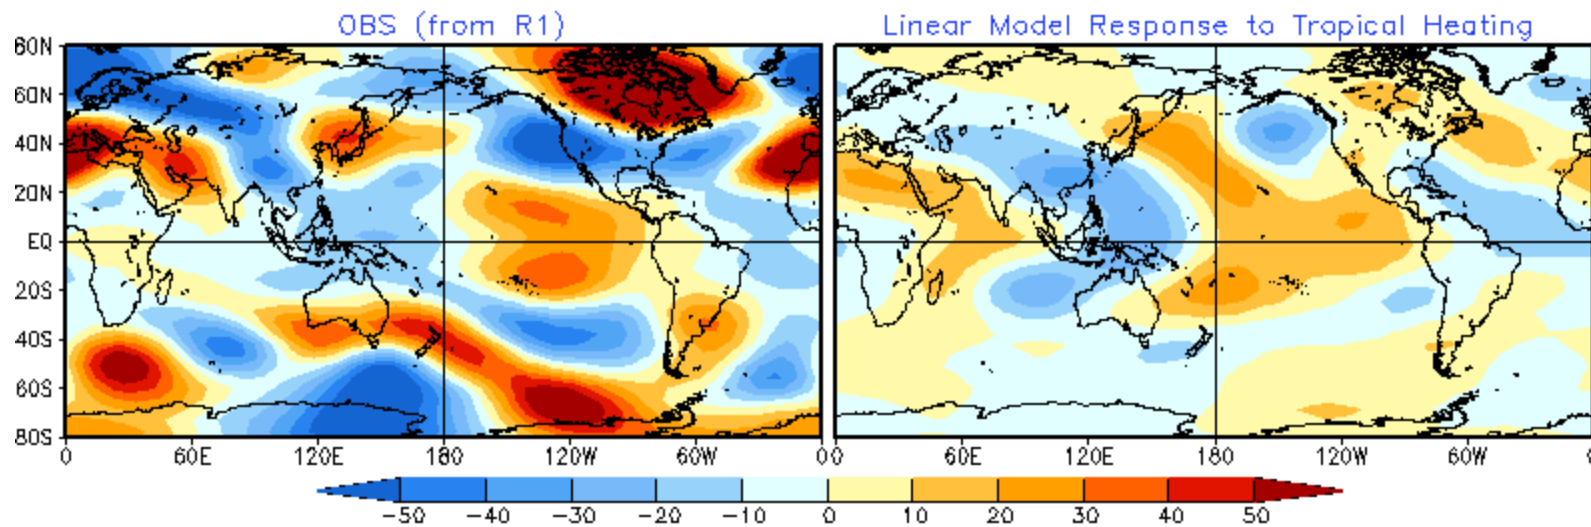 OBS (from R1) Linear Model Response to Tropical Heating
80N
60N
40N
20N
EQ
20S
40S
60S
80S
0 60E 120E 180 120W 60W 0 0 60E 120E 180 120W 60W
-50 -40 -30 -20 -10 0 10 20 30 40 50